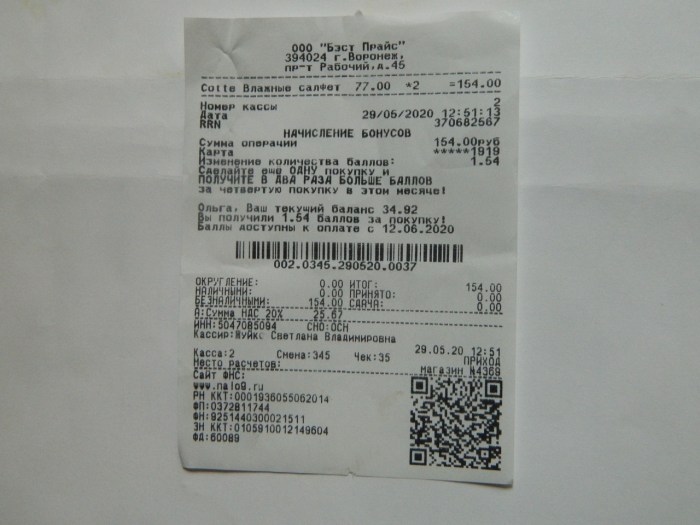 ООО "Бэст Прайс"
394024 г.Воронеж,
пр-т Рабочий,д.45
Cotte Влажные салфет 77.00 *2 =154.00
Номер кассы 2
Дата 29/05/2020 12:51:13
RRN 370682567
НАЧИСЛЕНИЕ БОНУСОВ
Сумма операции 154.00руб
Карта *****1919
Изменение количества баллов: 1.54
Сделайте еще ОДНУ покупку и
ПОЛУЧИТЕ В ДВА РАЗА БОЛЬШЕ БАЛЛОВ
за четвертую покупку в этом месяце!
Ольга, Ваш текущий баланс 34.92
Вы получили 1.54 баллов за покупку!
Баллы доступны к оплате с 12.06.2020
002.0345.290520.0037
ОКРУГЛЕНИЕ: 0.00 ИТОГ: 154.00
НАЛИЧНЫМИ: 0.00 ПРИНЯТО: 0.00
БЕЗНАЛИЧНЫМИ: 154.00 СДАЧА: 0.00
А:Сумма НДС 20% 25.67
ИНН:5047085094 СНО:ОСН
Кассир: Светлана Владимировна
Касса:2 Смена:345 Чек:35 29.05.20 12:51
ПРИХОД
Место расчетов: магазин №4369
Сайт ФНС:
www.nalog.ru
РН ККТ:0001936055062014
ФП:0372811744
ФН:9251440300021511
ЗН ККТ:0105910012149604
ФД:60089